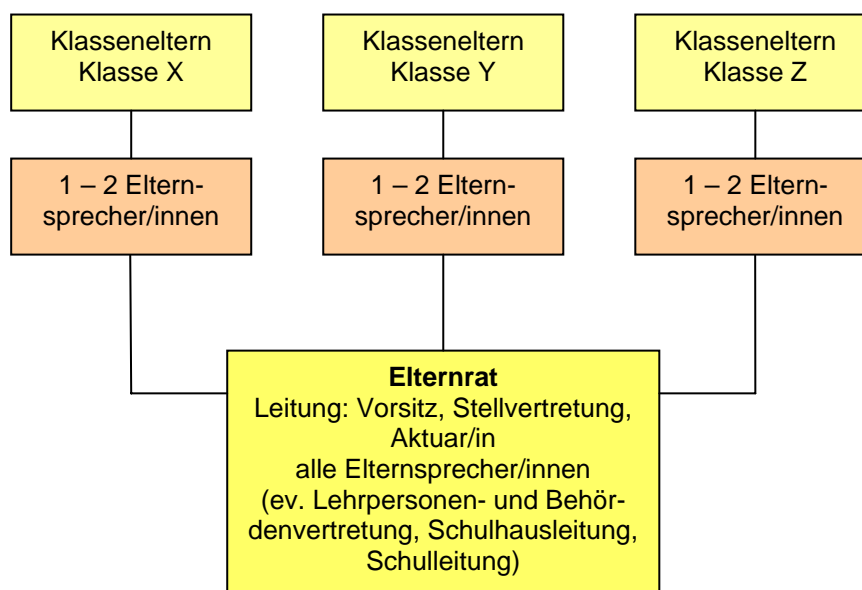 Klasseneltern
Klasse X
Klasseneltern
Klasse Y
Klasseneltern
Klasse Z
1 – 2 Eltern-
sprecher/innen
1 – 2 Eltern-
sprecher/innen
1 – 2 Eltern-
sprecher/innen
Elternrat
Leitung: Vorsitz, Stellvertretung,
Aktuar/in
alle Elternsprecher/innen
(ev. Lehrpersonen- und Behör-
denvertretung, Schulhausleitung,
Schulleitung)